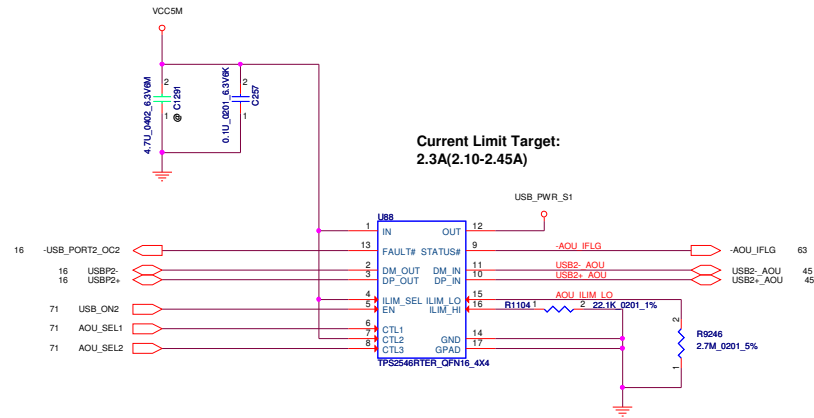 VCC5M
4.7U_0402_6.3V6M
2
1
@ C1291
0.1U_0201_6.3V6K
2
1
C257
Current Limit Target:
2.3A(2.10-2.45A)
USB_PWR_S1
U88
1 IN OUT 12
16 -USB_PORT2_OC2 13 FAULT# STATUS# 9 -AOU_IFLG -AOU_IFLG 63
16 USBP2- 2 DM_OUT DM_IN 11 USB2-_AOU USB2-_AOU 45
16 USBP2+ 3 DP_OUT DP_IN 10 USB2+_AOU USB2+_AOU 45
4 ILIM_SEL ILIM_LO 15 AOU_ILIM_LO
71 USB_ON2 5 EN ILIM_HI 16 R1104 1 2 22.1K_0201_1%
71 AOU_SEL1 6 CTL1
7 CTL2 GND 14
71 AOU_SEL2 8 CTL3 GPAD 17
TPS2546RTER_QFN16_4X4
2
R9246
2.7M_0201_5%
1